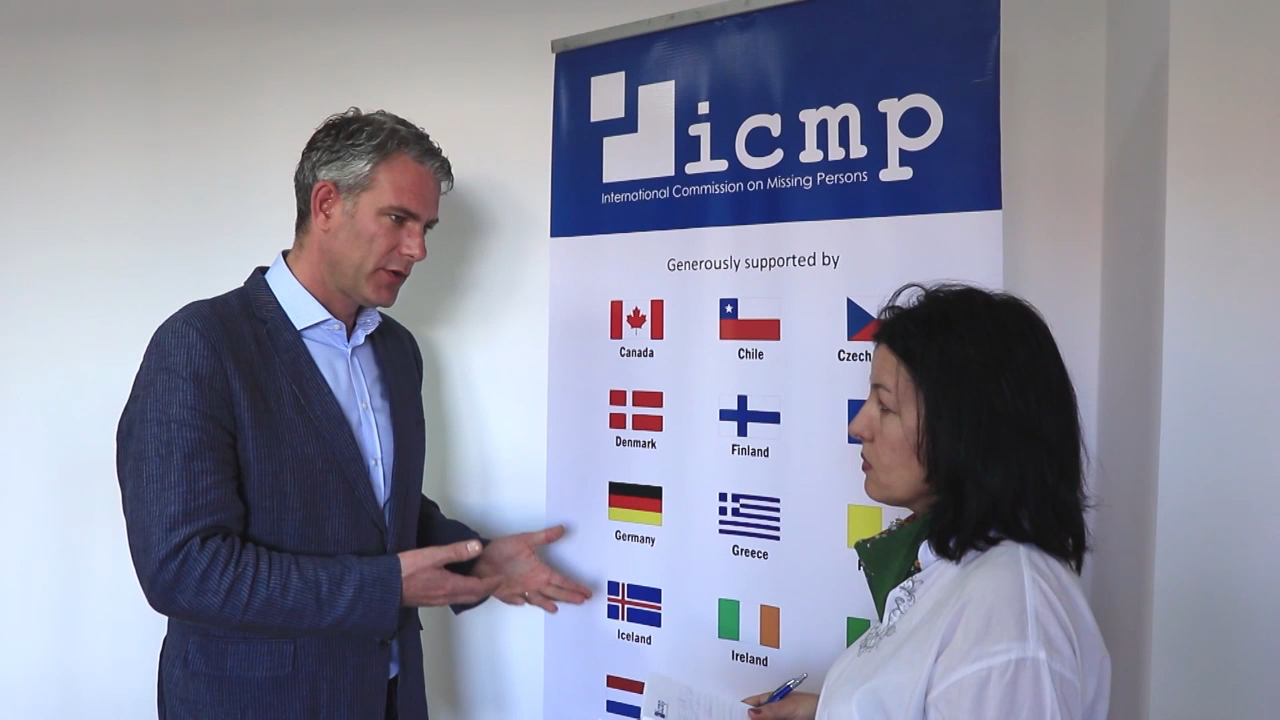 icmp
International Commission on Missing Persons
Generously supported by
Canada Chile Czech
Denmark Finland
Germany Greece
Iceland Ireland